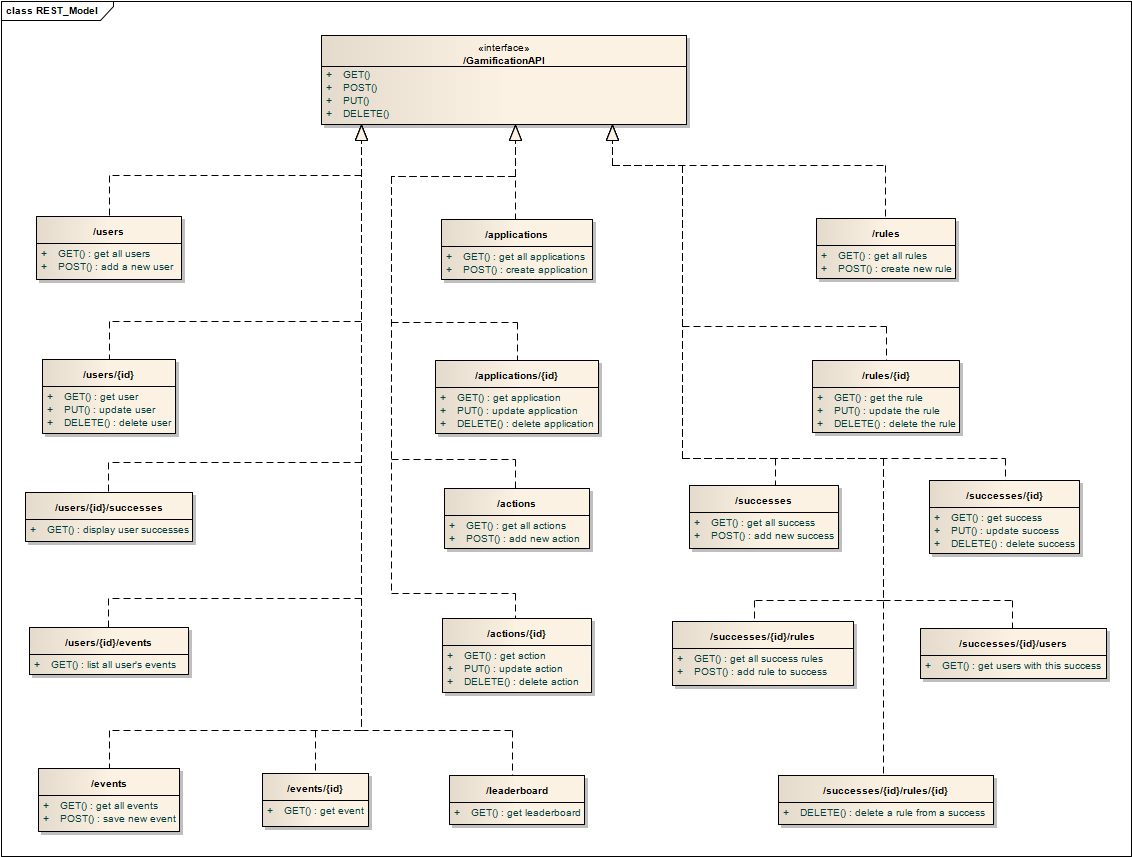 class REST_Model
«interface»
/GamificationAPI
+ GET()
+ POST()
+ PUT()
+ DELETE()
/users
+ GET() : get all users
+ POST() : add a new user
/applications
+ GET() : get all applications
+ POST() : create application
/rules
+ GET() : get all rules
+ POST() : create new rule
/users/{id}
+ GET() : get user
+ PUT() : update user
+ DELETE() : delete user
/applications/{id}
+ GET() : get application
+ PUT() : update application
+ DELETE() : delete application
/rules/{id}
+ GET() : get the rule
+ PUT() : update the rule
+ DELETE() : delete the rule
/users/{id}/successes
+ GET() : display user successes
/actions
+ GET() : get all actions
+ POST() : add new action
/successes
+ GET() : get all success
+ POST() : add new success
/successes/{id}
+ GET() : get success
+ PUT() : update success
+ DELETE() : delete success
/users/{id}/events
+ GET() : list all user's events
/actions/{id}
+ GET() : get action
+ PUT() : update action
+ DELETE() : delete action
/successes/{id}/rules
+ GET() : get all success rules
+ POST() : add rule to success
/successes/{id}/users
+ GET() : get users with this success
/events
+ GET() : get all events
+ POST() : save new event
/events/{id}
+ GET() : get event
/leaderboard
+ GET() : get leaderboard
/successes/{id}/rules/{id}
+ DELETE() : delete a rule from a success